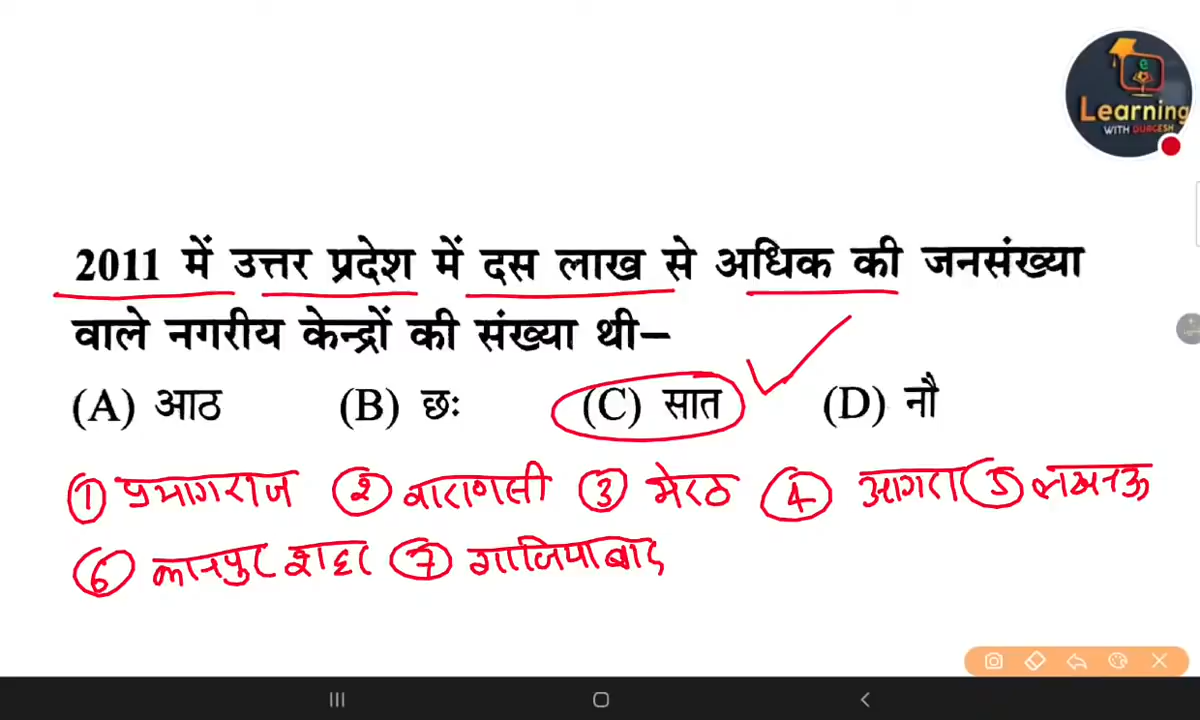 e
Learning
WITH DURGESH
2011 में उत्तर प्रदेश में दस लाख से अधिक की जनसंख्या
वाले नगरीय केन्द्रों की संख्या थी–
(A) आठ (B) छः (C) सात (D) नौ
① प्रयागराज ② वाराणसी ③ मेरठ ④ आगरा ⑤ लखनऊ
⑥ कानपुर शहर ⑦ गाजियाबाद